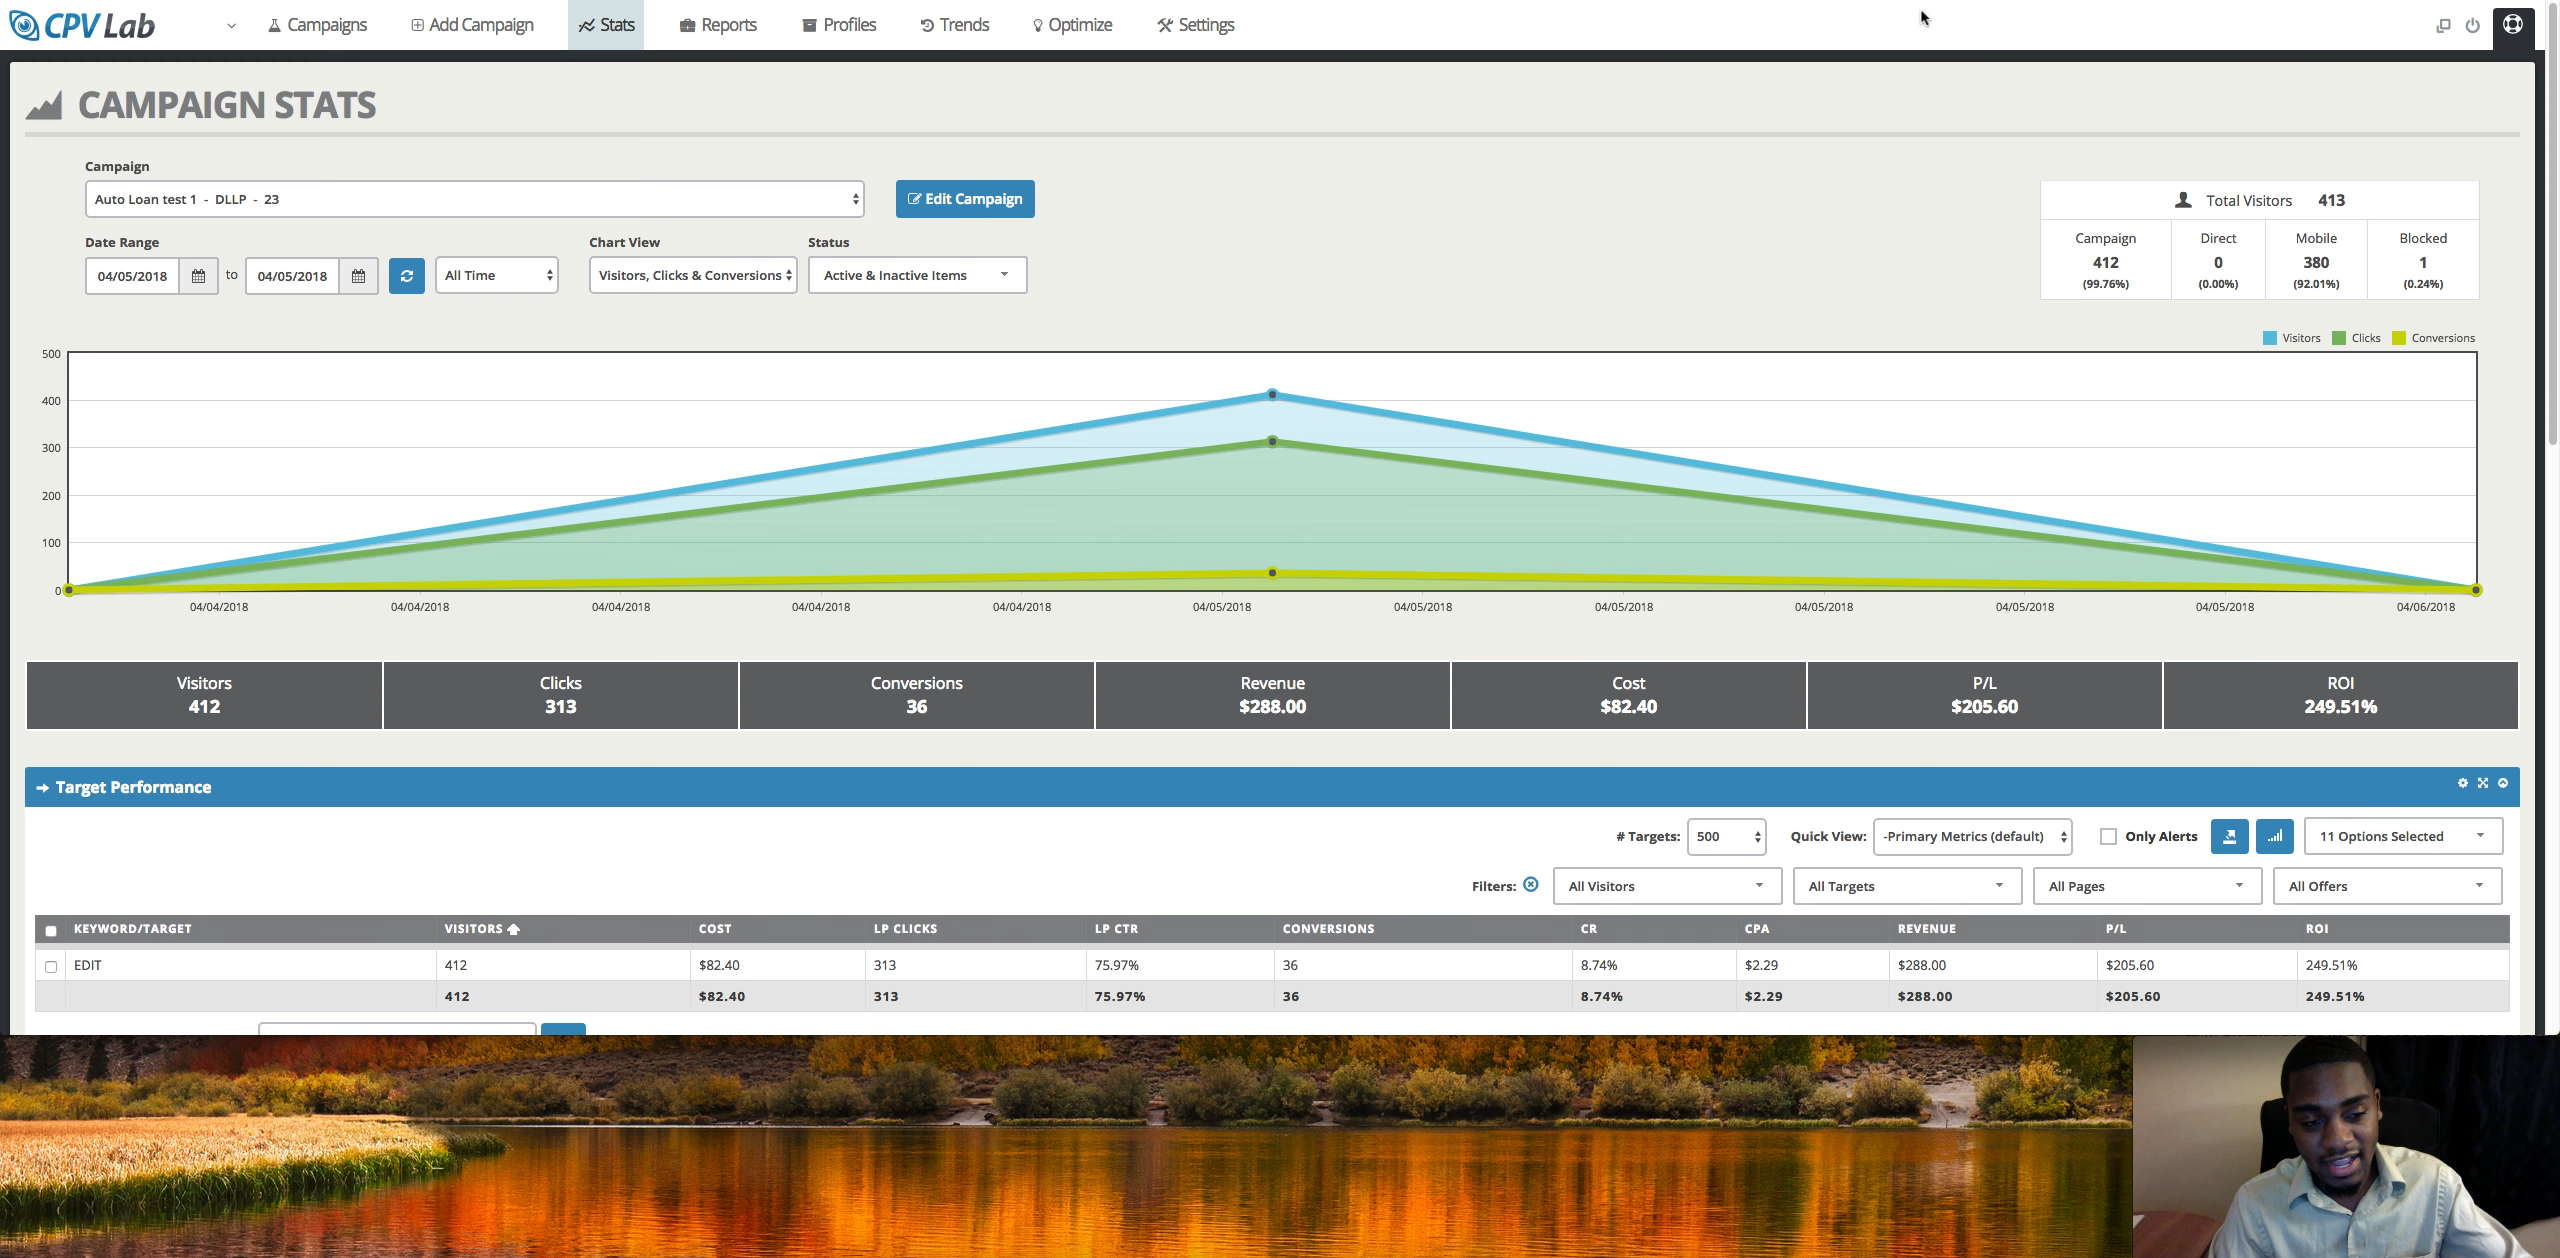 CPV Lab
Campaigns
Add Campaign
Stats
Reports
Profiles
Trends
Optimize
Settings
CAMPAIGN STATS
Campaign
Auto Loan test 1 - DLLP - 23
Edit Campaign
Date Range
Chart View
Status
04/05/2018
to
04/05/2018
All Time
Visitors, Clicks & Conversions
Active & Inactive Items
Total Visitors 413
Campaign Direct Mobile Blocked
412 0 380 1
(99.76%) (0.00%) (92.01%) (0.24%)
Visitors Clicks Conversions
500
400
300
200
100
0
04/04/2018 04/04/2018 04/04/2018 04/04/2018 04/04/2018 04/05/2018 04/05/2018 04/05/2018 04/05/2018 04/05/2018 04/05/2018 04/06/2018
Visitors Clicks Conversions Revenue Cost P/L ROI
412 313 36 $288.00 $82.40 $205.60 249.51%
Target Performance
# Targets: 500 Quick View: -Primary Metrics (default) Only Alerts 11 Options Selected
Filters: All Visitors All Targets All Pages All Offers
KEYWORD/TARGET VISITORS COST LP CLICKS LP CTR CONVERSIONS CR CPA REVENUE P/L ROI
EDIT 412 $82.40 313 75.97% 36 8.74% $2.29 $288.00 $205.60 249.51%
412 $82.40 313 75.97% 36 8.74% $2.29 $288.00 $205.60 249.51%